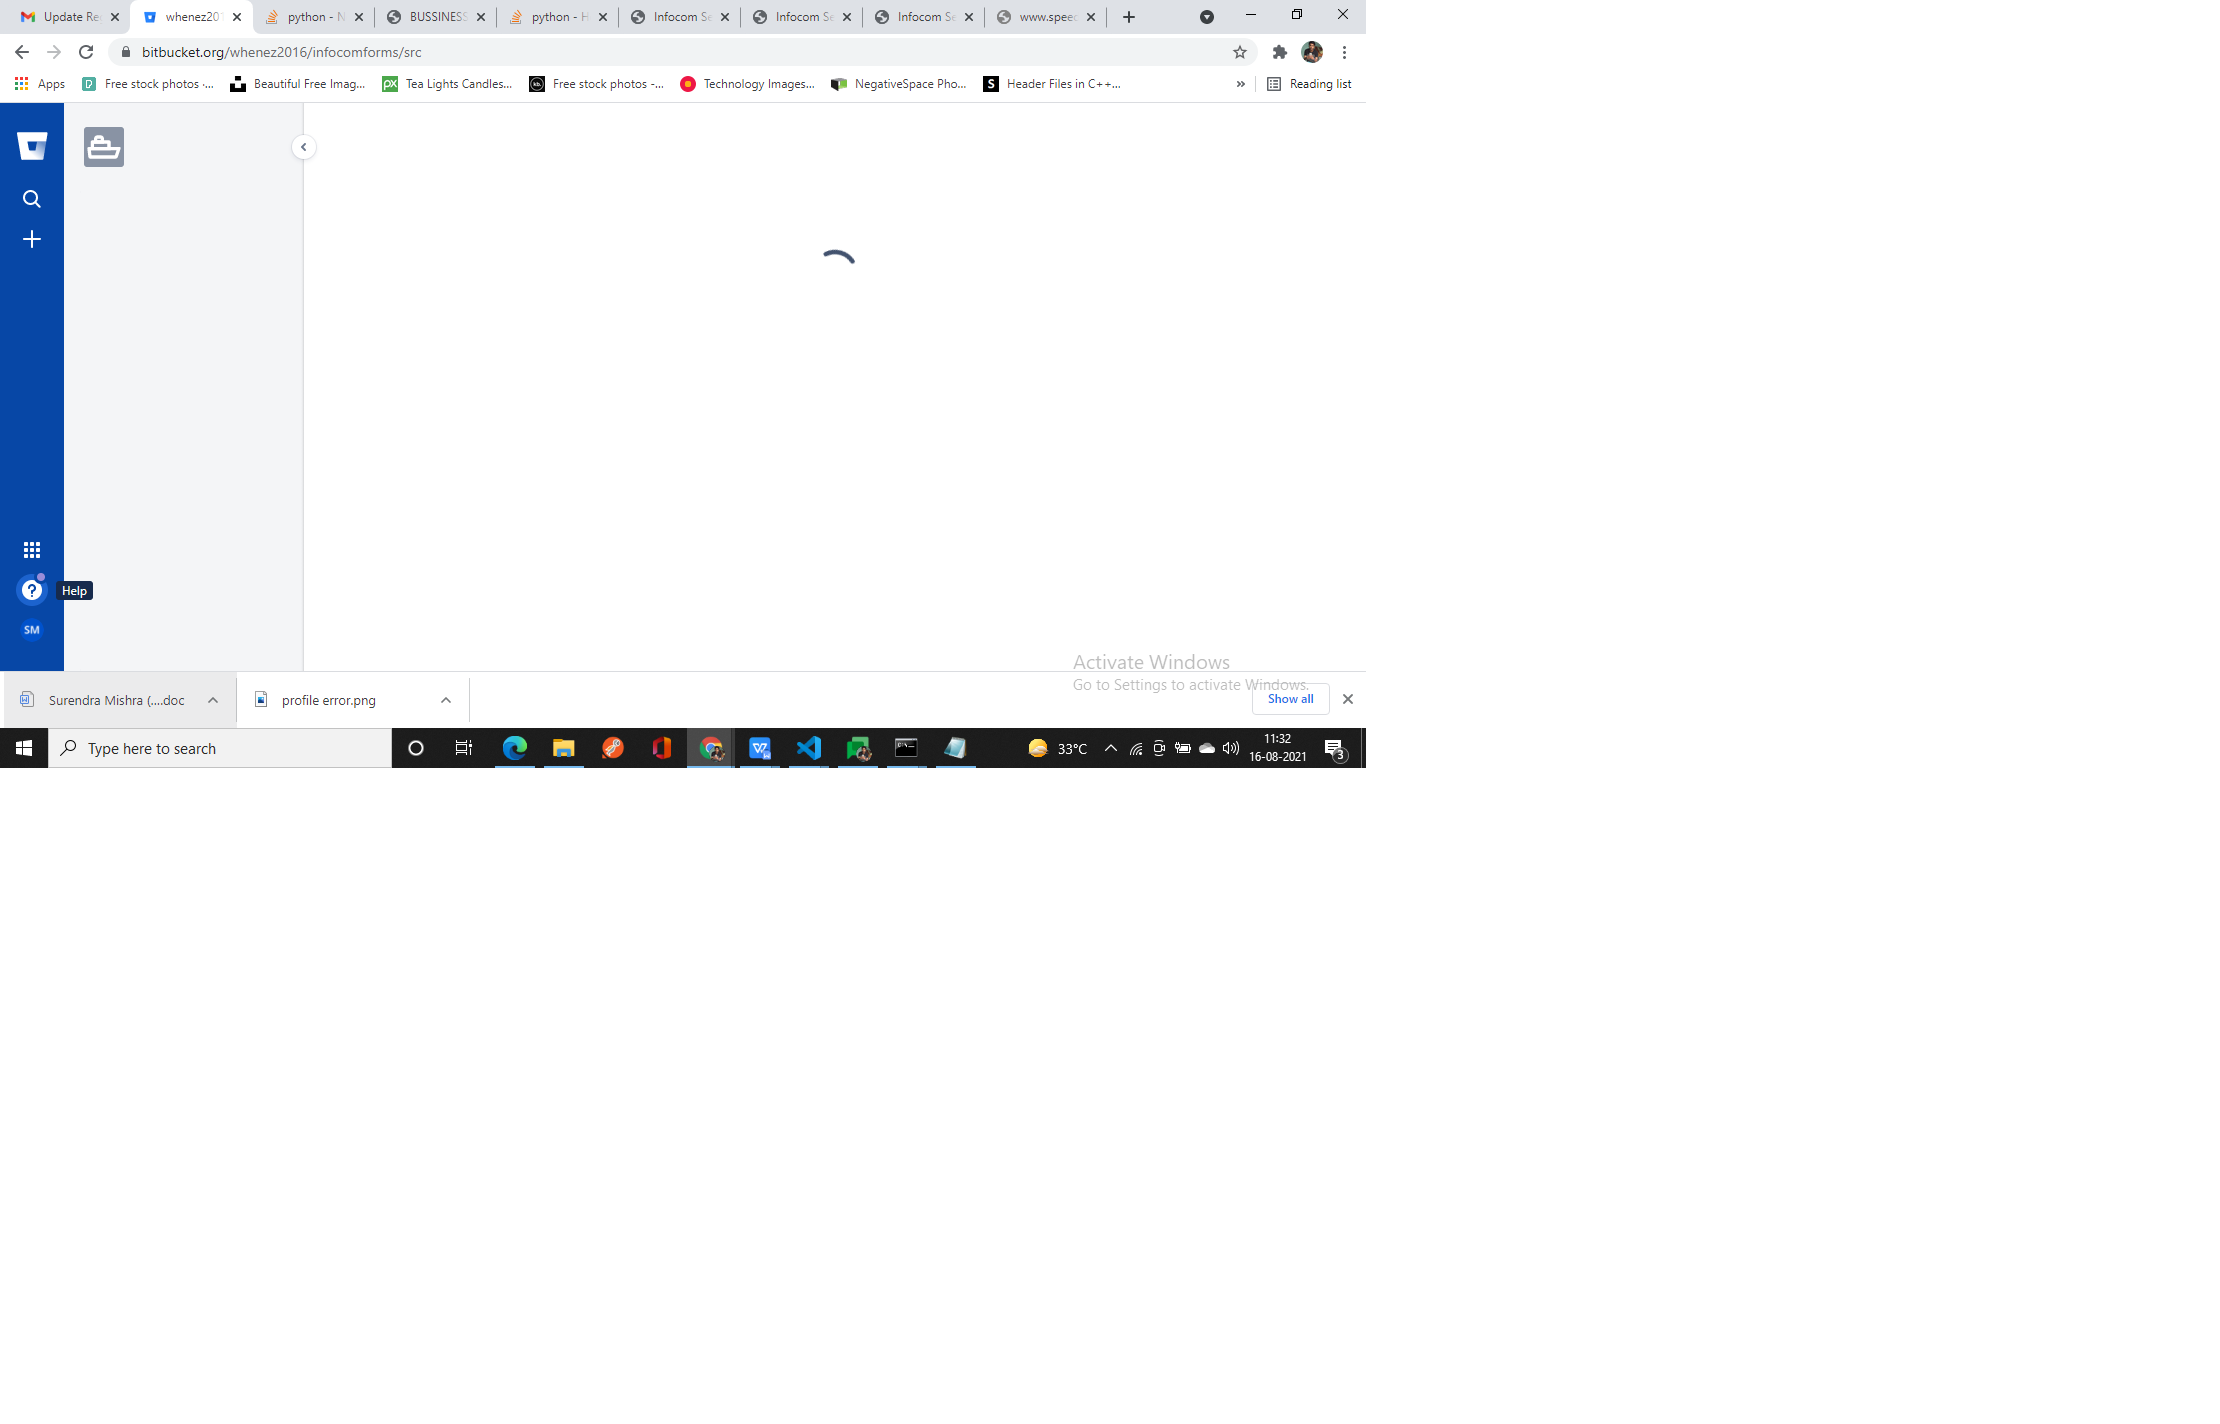 Update Re
whenez201
python - N
BUSSINESS
python - H
Infocom Se
Infocom Se
Infocom Se
www.speed
bitbucket.org/whenez2016/infocomforms/src
Apps
Free stock photos ·...
Beautiful Free Imag...
Tea Lights Candles...
Free stock photos -...
Technology Images...
NegativeSpace Pho...
Header Files in C++...
»
Reading list
Help
SM
Activate Windows
Go to Settings to activate Windows.
Surendra Mishra (....doc
profile error.png
Show all
Type here to search
33°C
11:32
16-08-2021
3